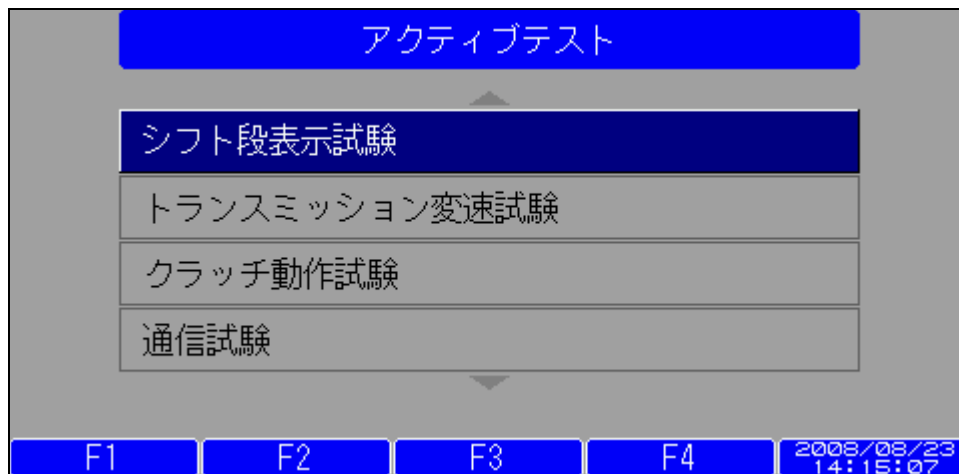 アクティブテスト
シフト段表示試験
トランスミッション変速試験
クラッチ動作試験
通信試験
F1 F2 F3 F4 2008/08/23
14:15:07